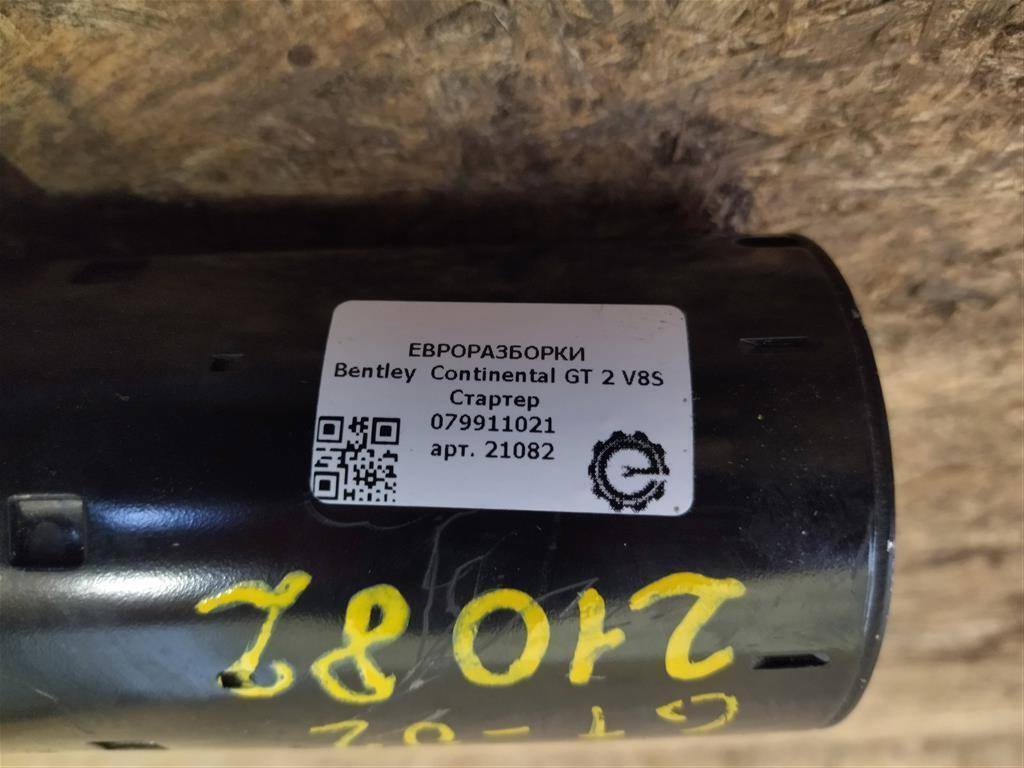 ЕВРОРАЗБОРКИ
Bentley Continental GT 2 V8S
Стартер
079911021
арт. 21082
21082